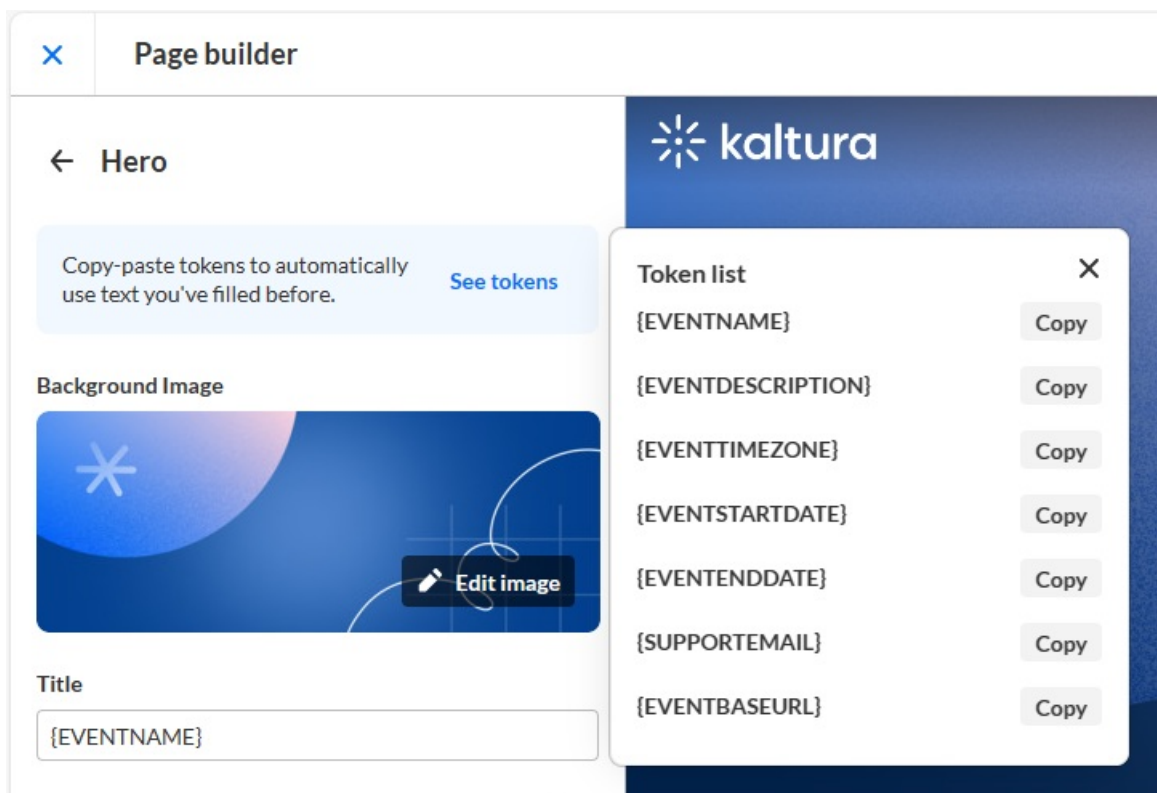 Page builder
Hero
Copy-paste tokens to automatically
use text you've filled before.
See tokens
Background Image
Edit image
Title
{EVENTNAME}
kaltura
Token list
{EVENTNAME} Copy
{EVENTDESCRIPTION} Copy
{EVENTTIMEZONE} Copy
{EVENTSTARTDATE} Copy
{EVENTENDDATE} Copy
{SUPPORTEMAIL} Copy
{EVENTBASEURL} Copy